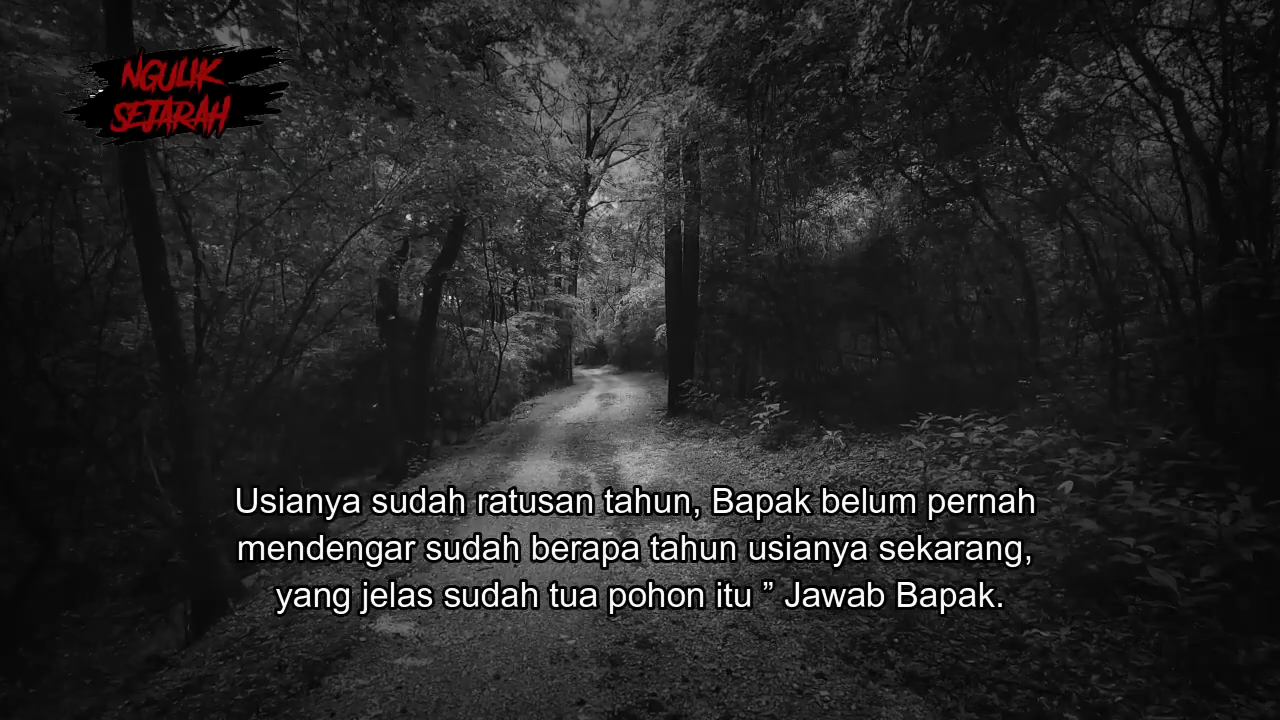 NGULIK
SEJARAH
Usianya sudah ratusan tahun, Bapak belum pernah
mendengar sudah berapa tahun usianya sekarang,
yang jelas sudah tua pohon itu ” Jawab Bapak.